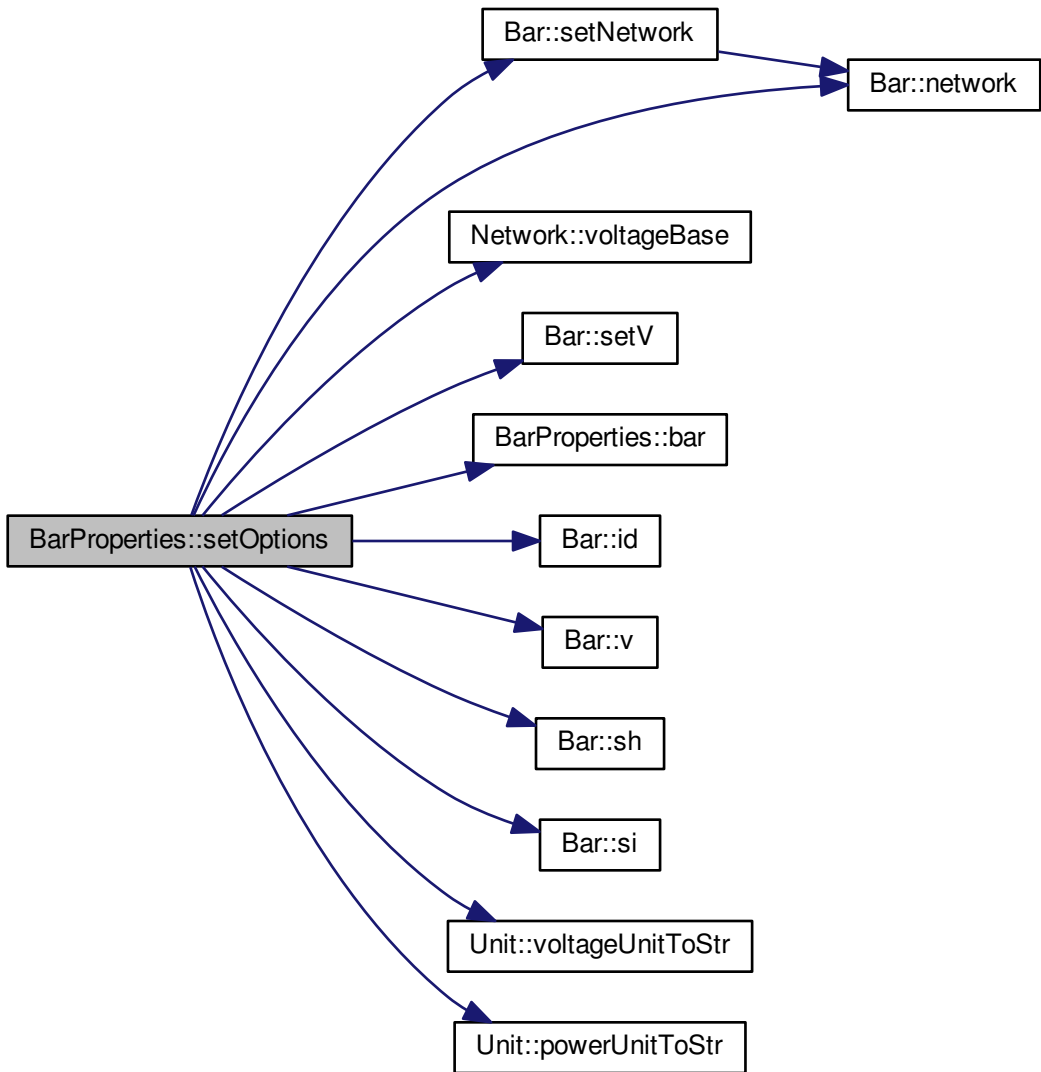 Bar::setNetwork
Bar::network
Network::voltageBase
Bar::setV
BarProperties::bar
BarProperties::setOptions
Bar::id
Bar::v
Bar::sh
Bar::si
Unit::voltageUnitToStr
Unit::powerUnitToStr